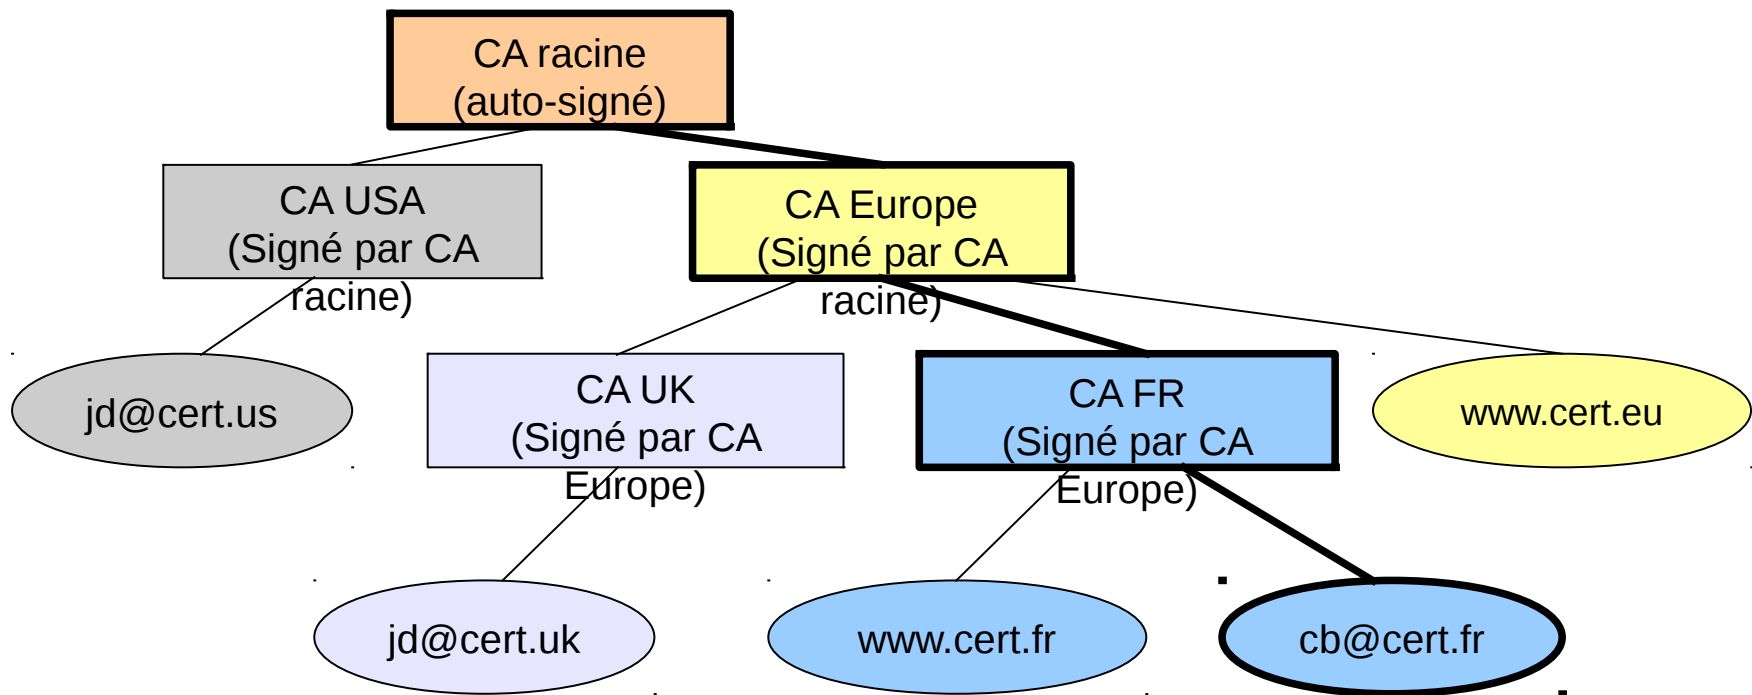 CA racine
(auto-signé)
CA USA
(Signé par CA
racine)
CA Europe
(Signé par CA
racine)
jd@cert.us
CA UK
(Signé par CA
Europe)
CA FR
(Signé par CA
Europe)
www.cert.eu
jd@cert.uk
www.cert.fr
cb@cert.fr